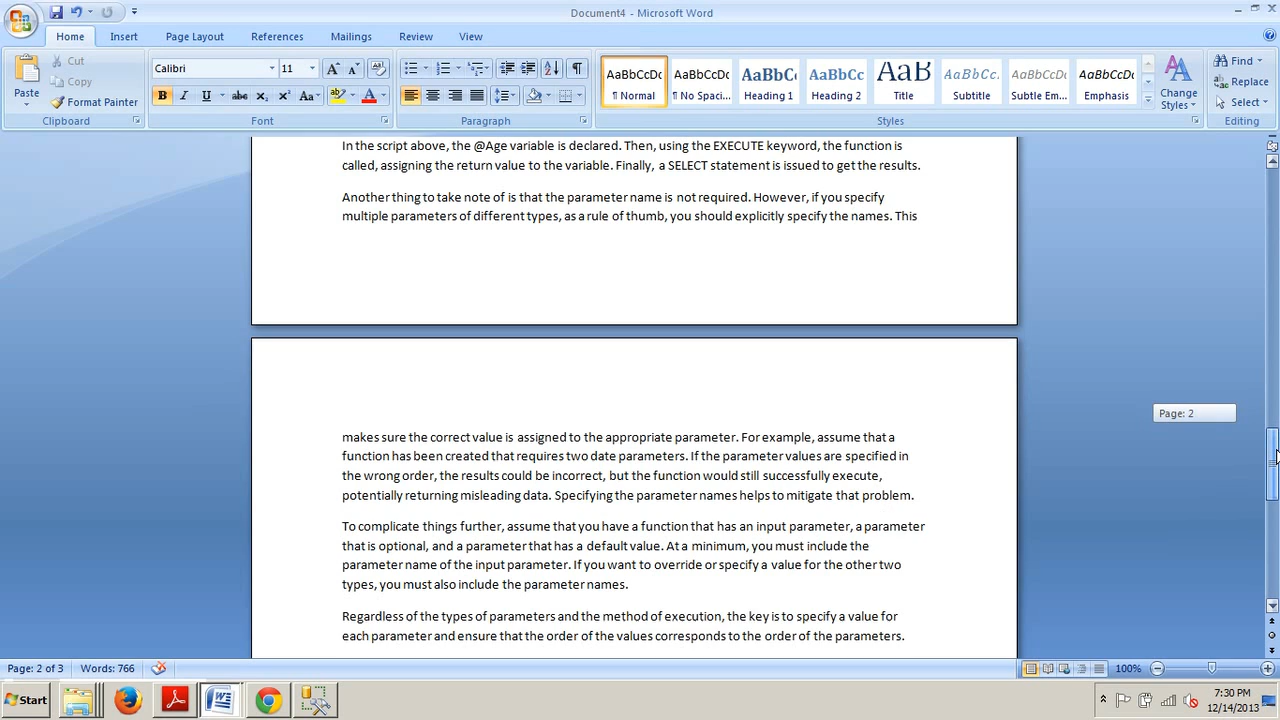 Document4 - Microsoft Word
Home Insert Page Layout References Mailings Review View
Cut
Copy
Format Painter
Paste
Clipboard
Calibri 11
Font
Paragraph
AaBbCcDc AaBbCcDc AaBbC AaBbCc AaB AaBbCc. AaBbCcDc AaBbCcDc
¶ Normal ¶ No Spaci... Heading 1 Heading 2 Title Subtitle Subtle Em... Emphasis
Change Styles
Styles
Find
Replace
Select
Editing
In the script above, the @Age variable is declared. Then, using the EXECUTE keyword, the function is
called, assigning the return value to the variable. Finally, a SELECT statement is issued to get the results.
Another thing to take note of is that the parameter name is not required. However, if you specify
multiple parameters of different types, as a rule of thumb, you should explicitly specify the names. This
Page: 2
makes sure the correct value is assigned to the appropriate parameter. For example, assume that a
function has been created that requires two date parameters. If the parameter values are specified in
the wrong order, the results could be incorrect, but the function would still successfully execute,
potentially returning misleading data. Specifying the parameter names helps to mitigate that problem.
To complicate things further, assume that you have a function that has an input parameter, a parameter
that is optional, and a parameter that has a default value. At a minimum, you must include the
parameter name of the input parameter. If you want to override or specify a value for the other two
types, you must also include the parameter names.
Regardless of the types of parameters and the method of execution, the key is to specify a value for
each parameter and ensure that the order of the values corresponds to the order of the parameters.
Page: 2 of 3 Words: 766 100%
Start
7:30 PM
12/14/2013